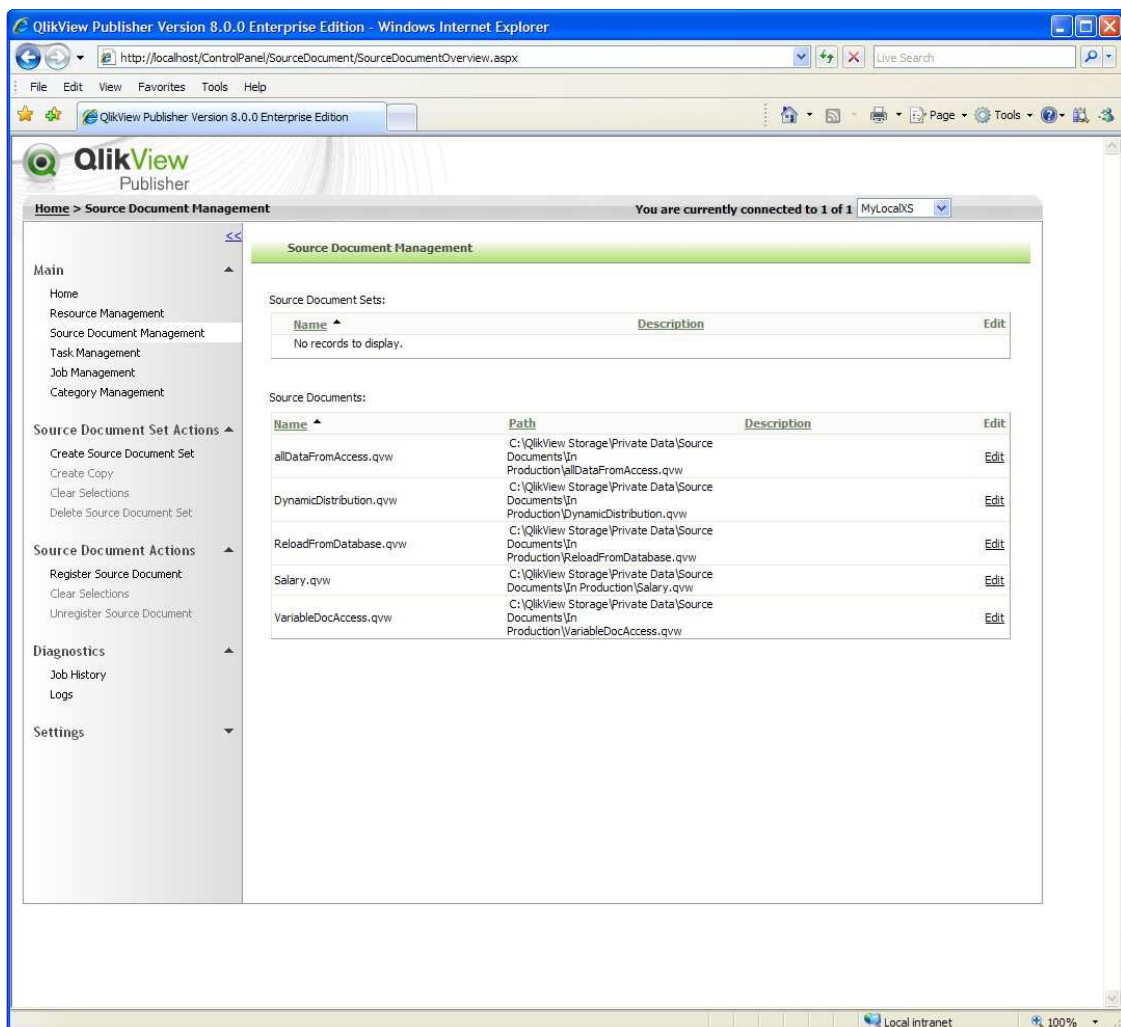 QlikView Publisher Version 8.0.0 Enterprise Edition - Windows Internet Explorer
http://localhost/ControlPanel/SourceDocument/SourceDocumentOverview.aspx
Live Search
File Edit View Favorites Tools Help
QlikView Publisher Version 8.0.0 Enterprise Edition
Page Tools
QlikView
Publisher
Home > Source Document Management
You are currently connected to 1 of 1 MyLocalXS
<<
Main
Home
Resource Management
Source Document Management
Task Management
Job Management
Category Management
Source Document Set Actions
Create Source Document Set
Create Copy
Clear Selections
Delete Source Document Set
Source Document Actions
Register Source Document
Clear Selections
Unregister Source Document
Diagnostics
Job History
Logs
Settings
Source Document Management
Source Document Sets:
Name Description Edit
No records to display.
Source Documents:
Name Path Description Edit
allDataFromAccess.qvw
C:\QlikView Storage\Private Data\Source
Documents\In
Production\allDataFromAccess.qvw
Edit
DynamicDistribution.qvw
C:\QlikView Storage\Private Data\Source
Documents\In
Production\DynamicDistribution.qvw
Edit
ReloadFromDatabase.qvw
C:\QlikView Storage\Private Data\Source
Documents\In
Production\ReloadFromDatabase.qvw
Edit
Salary.qvw
C:\QlikView Storage\Private Data\Source
Documents\In Production\Salary.qvw
Edit
VariableDocAccess.qvw
C:\QlikView Storage\Private Data\Source
Documents\In
Production\VariableDocAccess.qvw
Edit
Local intranet
100%